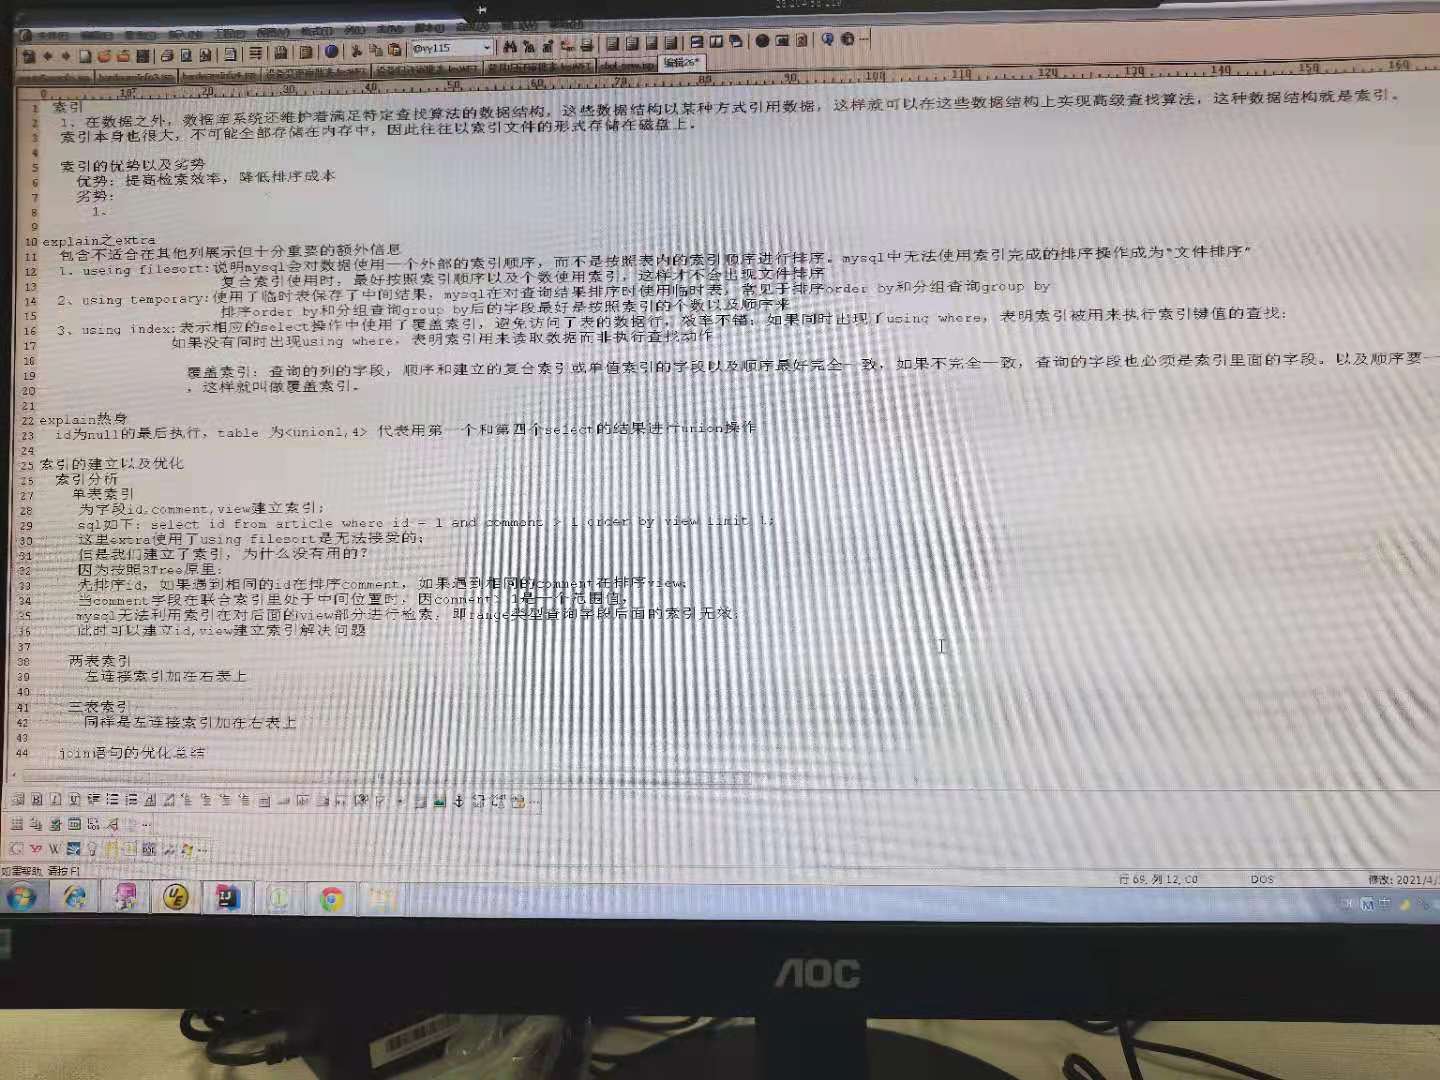 @vy115
编辑26*
0 10 20 30 40 50 60 70 80 90 100 110 120 130 140 150 160
1 索引
2 1、在数据之外，数据库系统还维护着满足特定查找算法的数据结构，这些数据结构以某种方式引用数据，这样就可以在这些数据结构上实现高级查找算法，这种数据结构就是索引。
3 索引本身也很大，不可能全部存储在内存中，因此往往以索引文件的形式存储在磁盘上。
4
5 索引的优势以及劣势
6 优势：提高检索效率，降低排序成本
7 劣势：
8 1、
9
10 explain之extra
11 包含不适合在其他列展示但十分重要的额外信息
12 1、useing filesort:说明mysql会对数据使用一个外部的索引顺序，而不是按照表内的索引顺序进行排序。mysql中无法使用索引完成的排序操作成为“文件排序”
13 复合索引使用时，最好按照索引顺序以及个数使用索引，这样才不会出现文件排序
14 2、using temporary:使用了临时表保存了中间结果，mysql在对查询结果排序时使用临时表，常见于排序order by和分组查询group by
15 排序order by和分组查询group by后的字段最好是按照索引的个数以及顺序来
16 3、using index:表示相应的select操作中使用了覆盖索引，避免访问了表的数据行，效率不错；如果同时出现了using where，表明索引被用来执行索引键值的查找：
17 如果没有同时出现using where，表明索引用来读取数据而非执行查找动作
18
19 覆盖索引：查询的列的字段，顺序和建立的复合索引或单值索引的字段以及顺序最好完全一致，如果不完全一致，查询的字段也必须是索引里面的字段。以及顺序要一
20 ，这样就叫做覆盖索引。
21
22 explain热身
23 id为null的最后执行，table 为<union1,4> 代表用第一个和第四个select的结果进行union操作
24
25 索引的建立以及优化
26 索引分析
27 单表索引
28 为字段id,comment,view建立索引；
29 sql如下：select id from article where id = 1 and comment > 1 order by view limit 1;
30 这里extra使用了using filesort是无法接受的；
31 但是我们建立了索引，为什么没有用的？
32 因为按照BTree原里：
33 先排序id，如果遇到相同的id在排序comment，如果遇到相同的comment在排序view；
34 当comment字段在联合索引里处于中间位置时，因comment> 1是一个范围值，
35 mysql无法利用索引在对后面的view部分进行检索，即range类型查询字段后面的索引无效；
36 此时可以建立id,view建立索引解决问题
37
38 两表索引
39 左连接索引加在右表上
40
41 三表索引
42 同样是左连接索引加在右表上
43
44 join语句的优化总结
如需帮助, 请按 F1
行 69, 列 12, C0 DOS 修改: 2021/4/
AOC